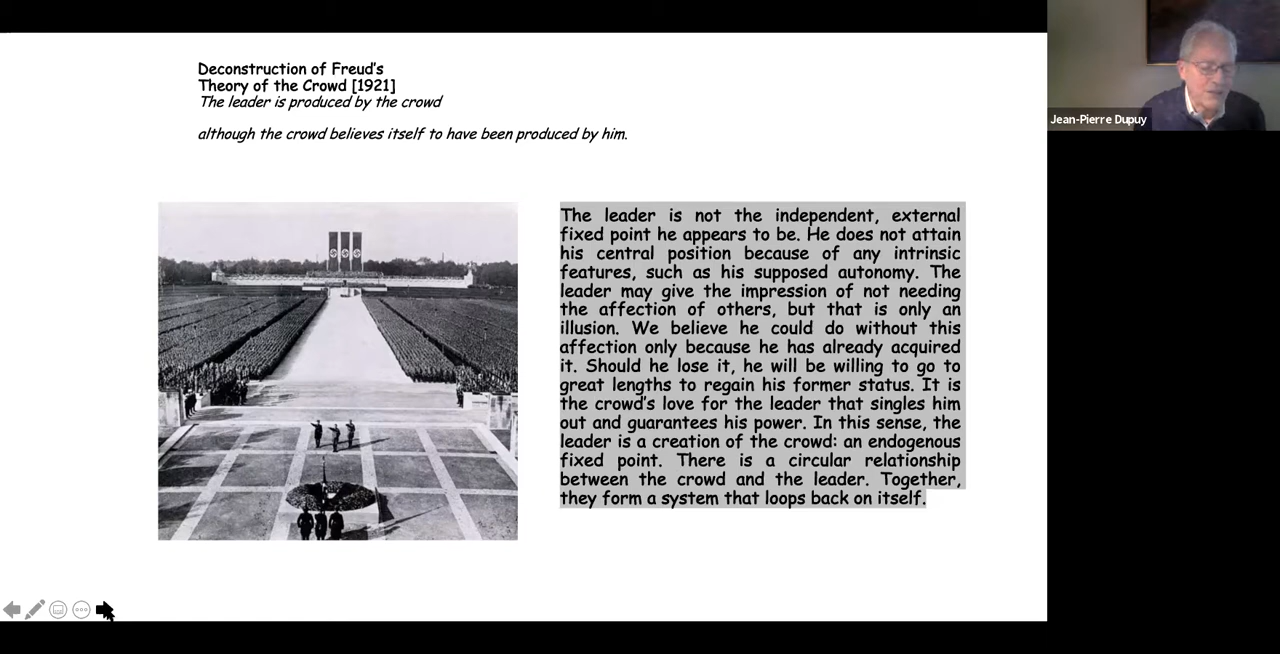 Deconstruction of Freud's
Theory of the Crowd [1921]
The leader is produced by the crowd
although the crowd believes itself to have been produced by him.
The leader is not the independent, external
fixed point he appears to be. He does not attain
his central position because of any intrinsic
features, such as his supposed autonomy. The
leader may give the impression of not needing
the affection of others, but that is only an
illusion. We believe he could do without this
affection only because he has already acquired
it. Should he lose it, he will be willing to go to
great lengths to regain his former status. It is
the crowd's love for the leader that singles him
out and guarantees his power. In this sense, the
leader is a creation of the crowd: an endogenous
fixed point. There is a circular relationship
between the crowd and the leader. Together,
they form a system that loops back on itself.
Jean-Pierre Dupuy